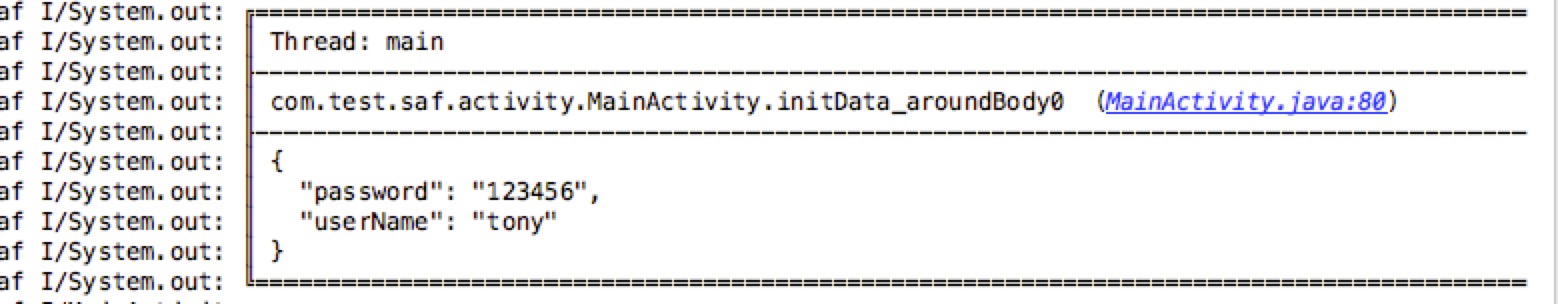 af I/System.out: ╔══════════════════════════════════════════════════════════════════════════════════════
af I/System.out: ║ Thread: main
af I/System.out: ╟──────────────────────────────────────────────────────────────────────────────────────
af I/System.out: ║ com.test.saf.activity.MainActivity.initData_aroundBody0  (MainActivity.java:80)
af I/System.out: ╟──────────────────────────────────────────────────────────────────────────────────────
af I/System.out: ║ {
af I/System.out: ║   "password": "123456",
af I/System.out: ║   "userName": "tony"
af I/System.out: ║ }
af I/System.out: ╚══════════════════════════════════════════════════════════════════════════════════════